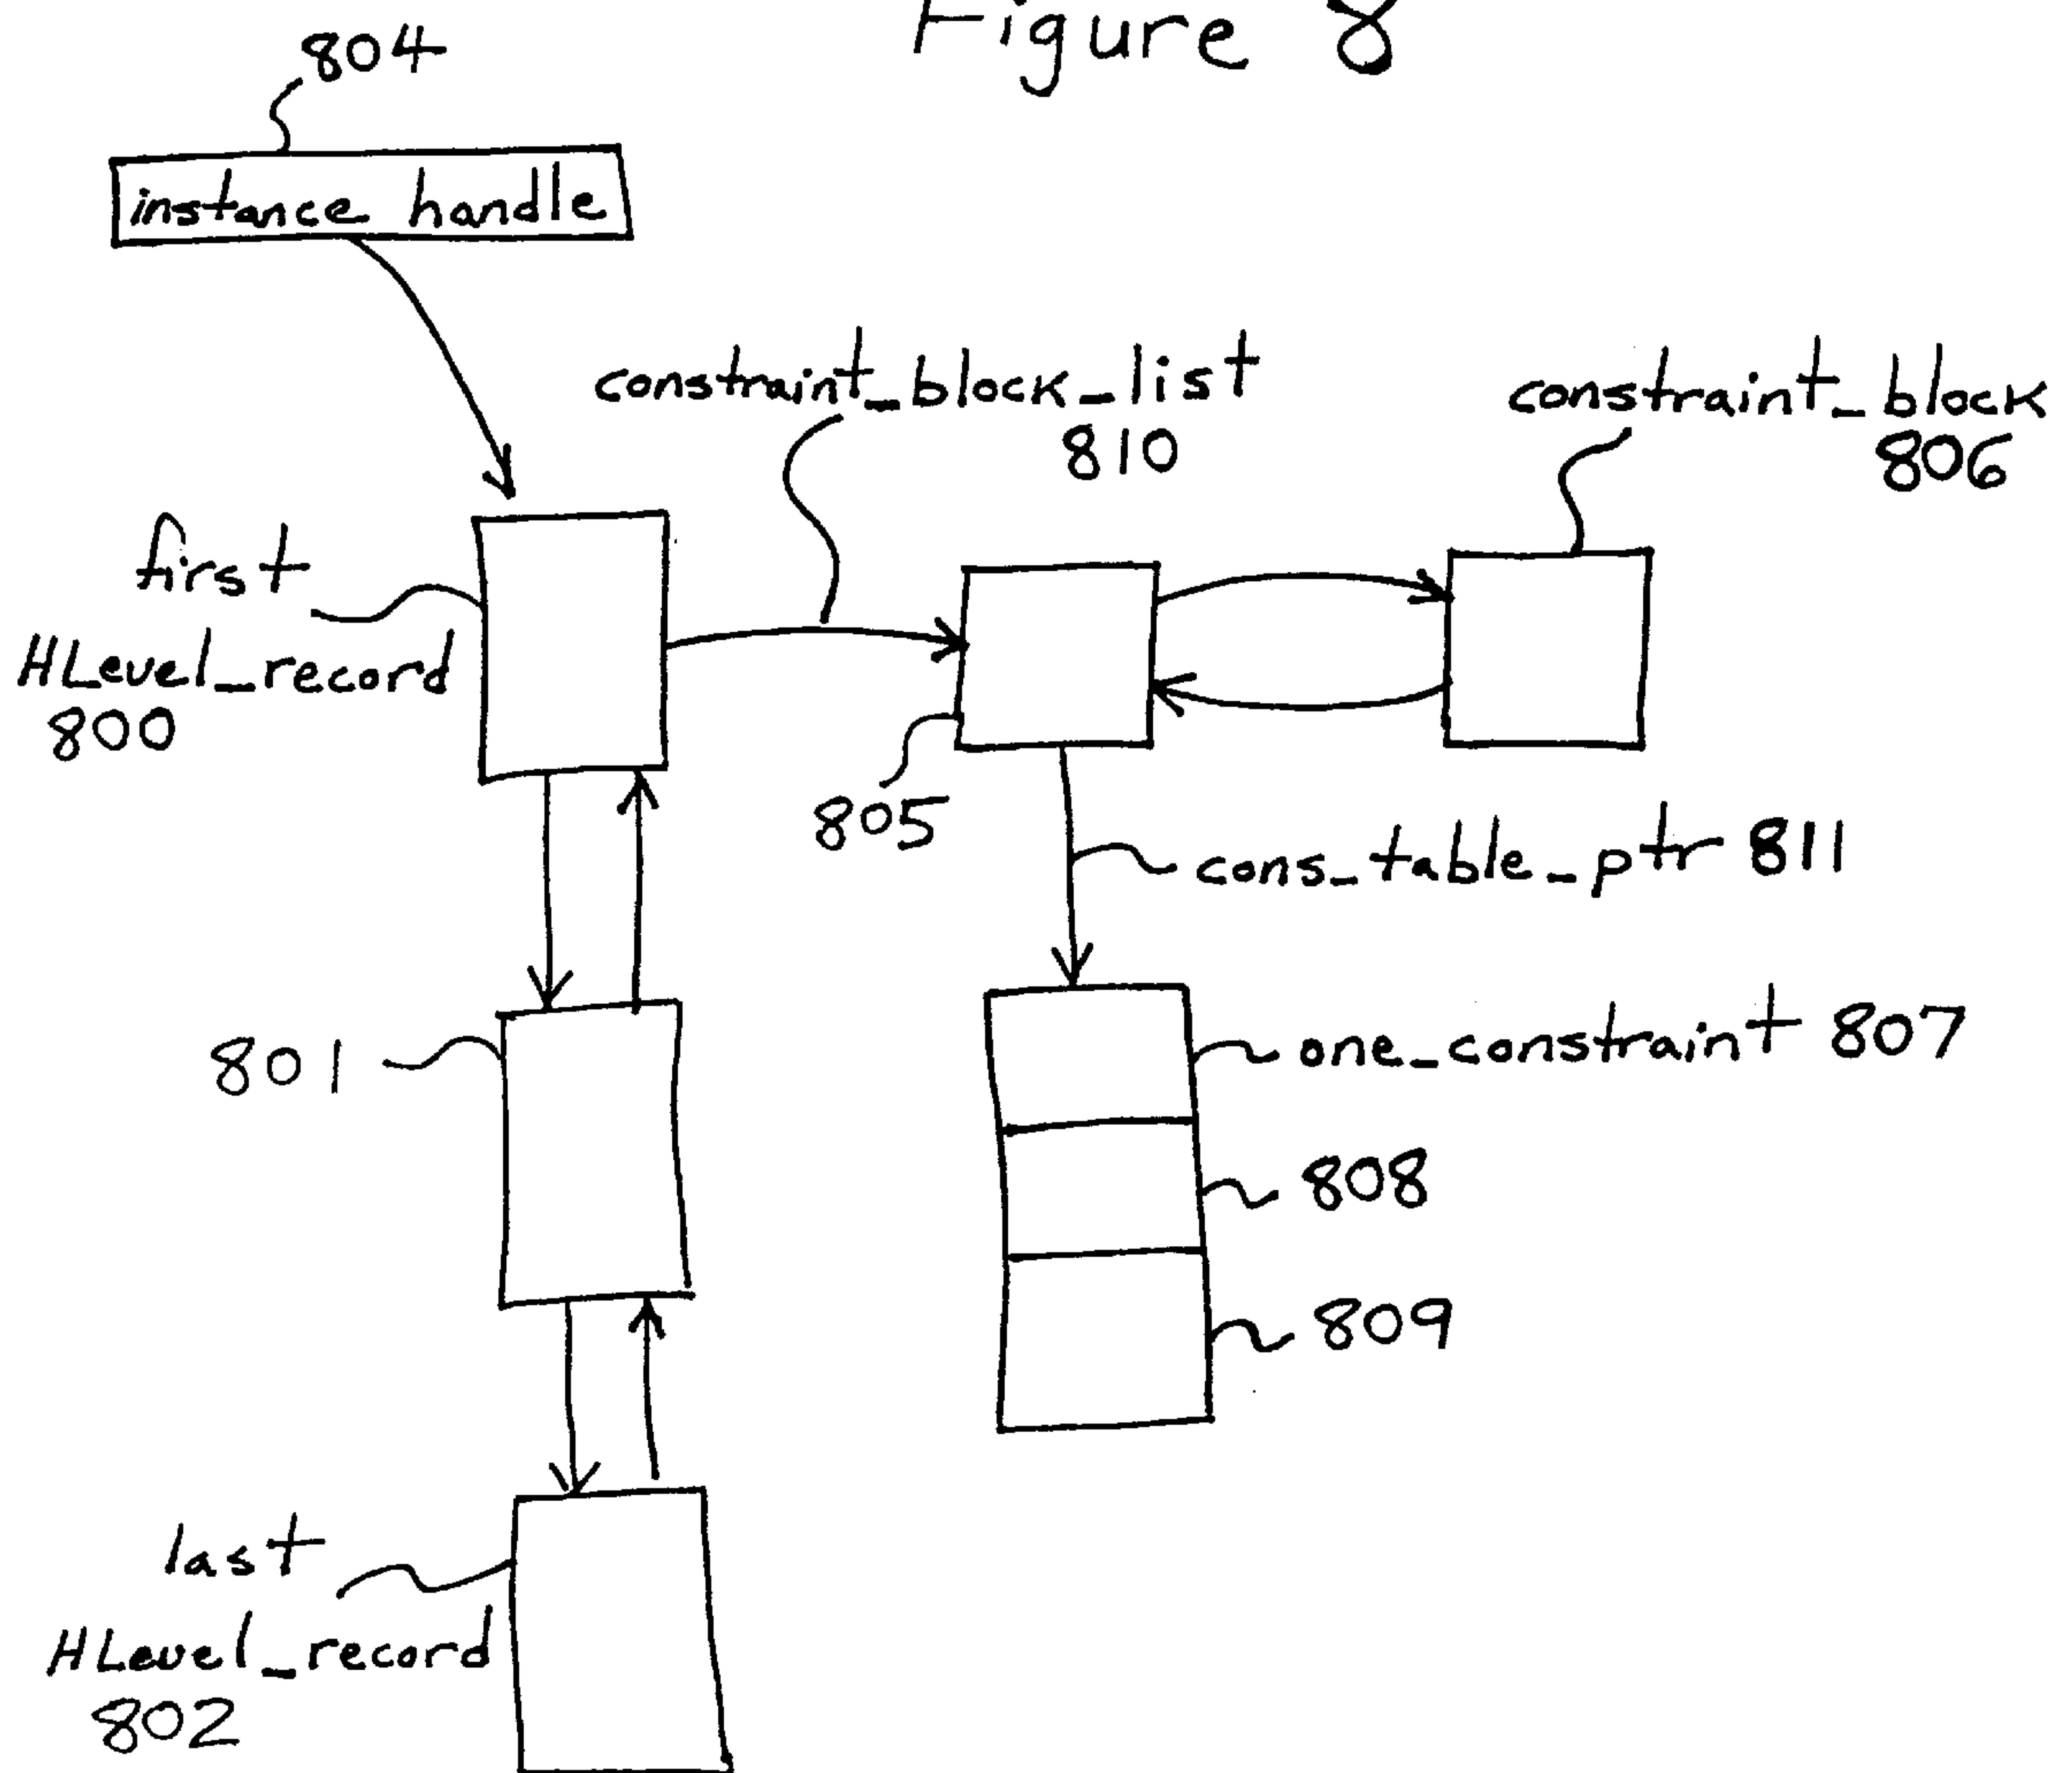 Figure 8
804
instance handle
constraint_block_list
810
constraint_block
806
first
HLevel_record
800
805
cons_table_ptr 811
801
one_constraint 807
808
809
last
HLevel_record
802